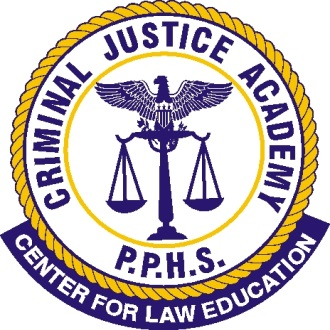 CRIMINAL JUSTICE ACADEMY
P.P.H.S.
CENTER FOR LAW EDUCATION